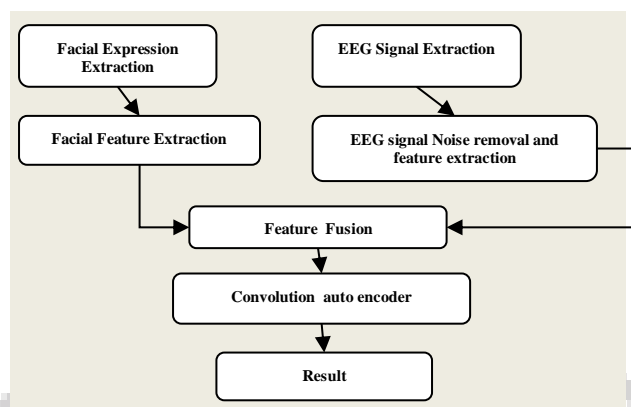 Facial Expression
Extraction
EEG Signal Extraction
Facial Feature Extraction
EEG signal Noise removal and
feature extraction
Feature Fusion
Convolution auto encoder
Result